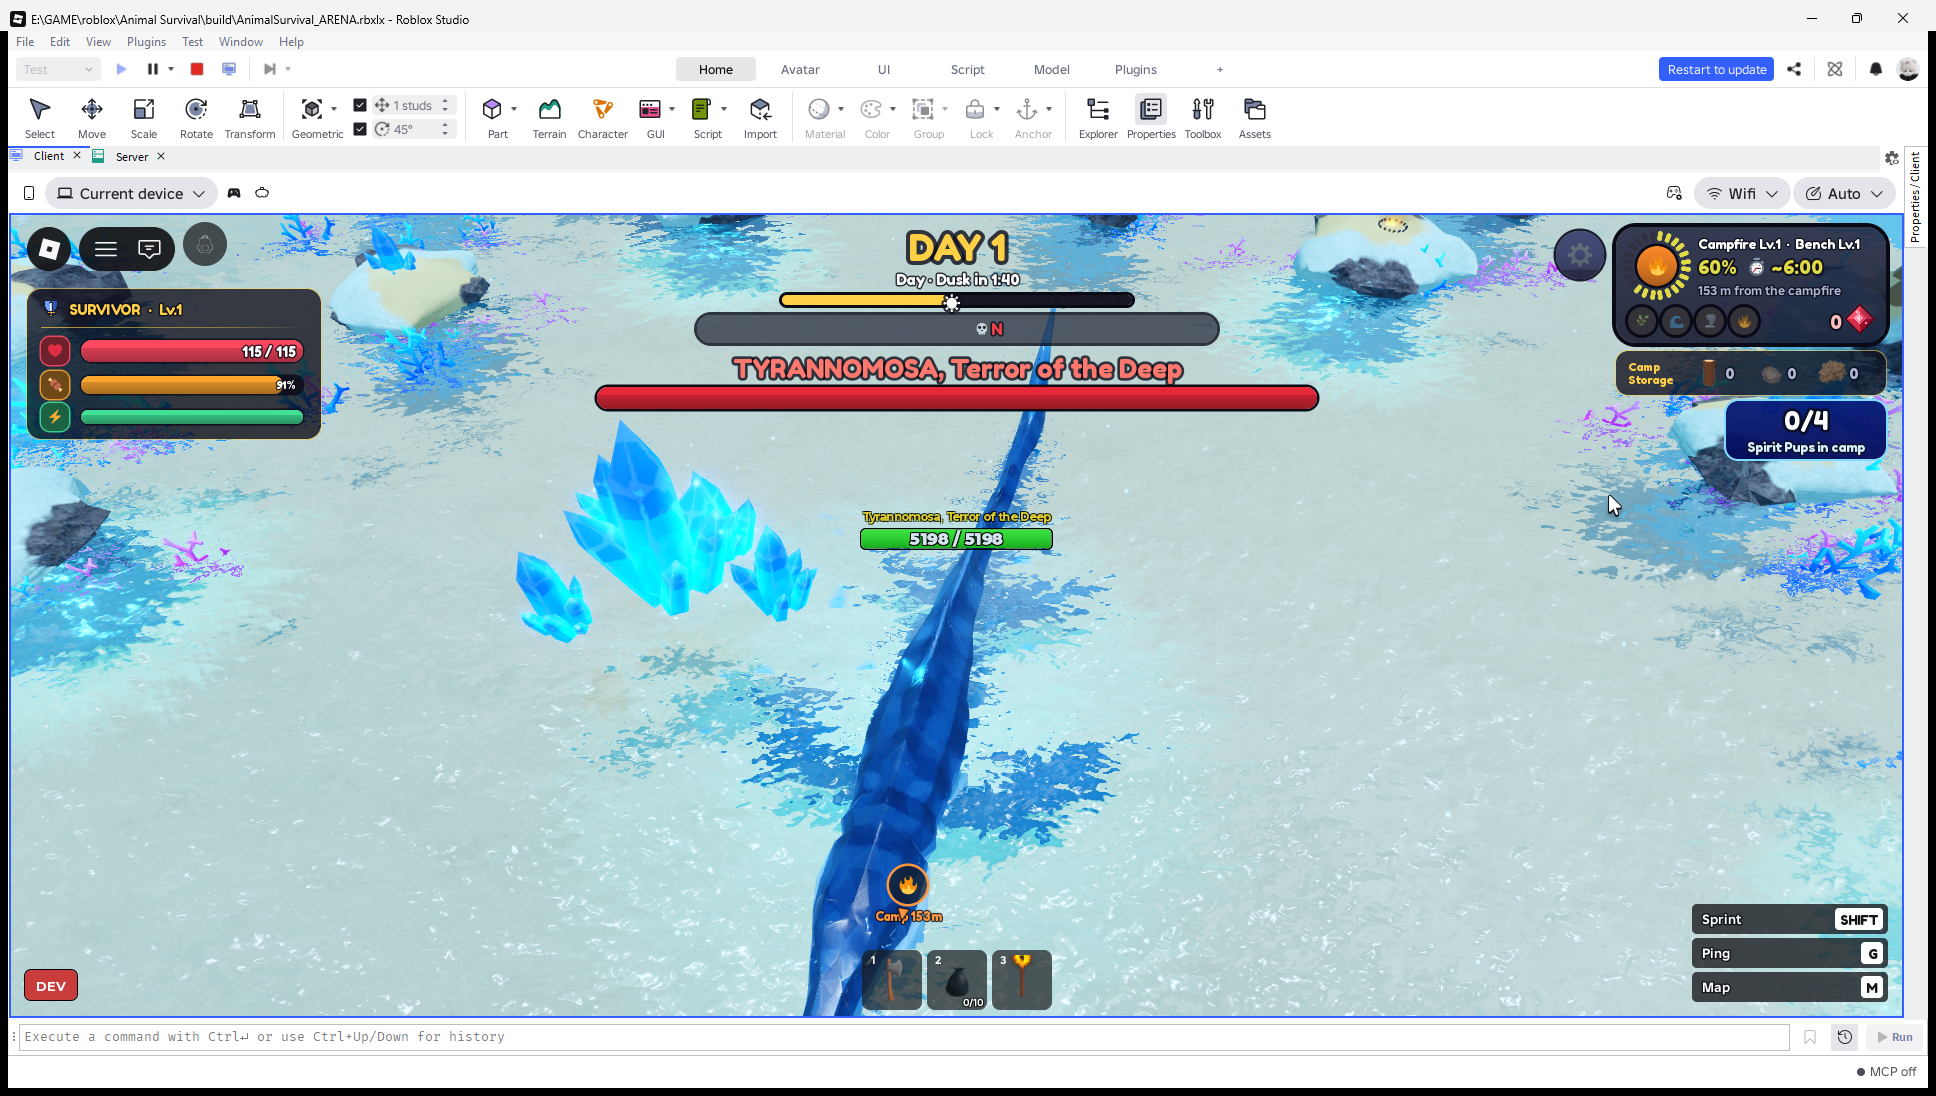 E:\GAME\roblox\Animal Survival\build\AnimalSurvival_ARENA.rbxlx - Roblox Studio
File Edit View Plugins Test Window Help
Test
Home Avatar UI Script Model Plugins +
Restart to update
Select Move Scale Rotate Transform Geometric
1 studs
45°
Part Terrain Character GUI Script Import Material Color Group Lock Anchor Explorer Properties Toolbox Assets
Client Server
Properties / Client
Current device
Wifi Auto
DAY 1
Day · Dusk in 1:40
N
TYRANNOMOSA, Terror of the Deep
SURVIVOR · Lv.1
115 / 115
91%
Campfire Lv.1 · Bench Lv.1
60% ~6:00
153 m from the campfire
0
Camp Storage
0 0 0
0/4
Spirit Pups in camp
Tyrannomosa, Terror of the Deep
5198 / 5198
Camp 153m
1 2 3
0/10
DEV
Sprint SHIFT
Ping G
Map M
Execute a command with Ctrl↵ or use Ctrl+Up/Down for history
Run
MCP off